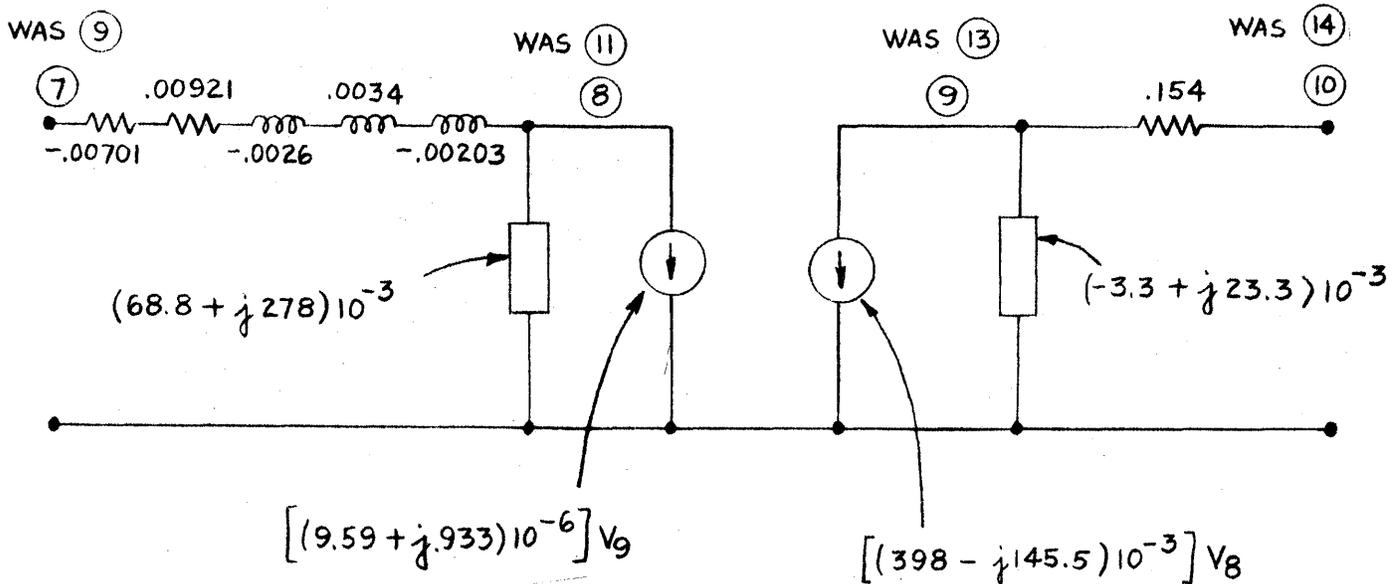 WAS ⑨
WAS ⑪
WAS ⑬
WAS ⑭
⑦
⑧
⑨
⑩
.00921
.0034
.154
-.00701
-.0026
-.00203
(68.8 + j 278)10⁻³
(-3.3 + j 23.3)10⁻³
[(9.59 + j.933)10⁻⁶]V₉
[(398 - j145.5)10⁻³]V₈